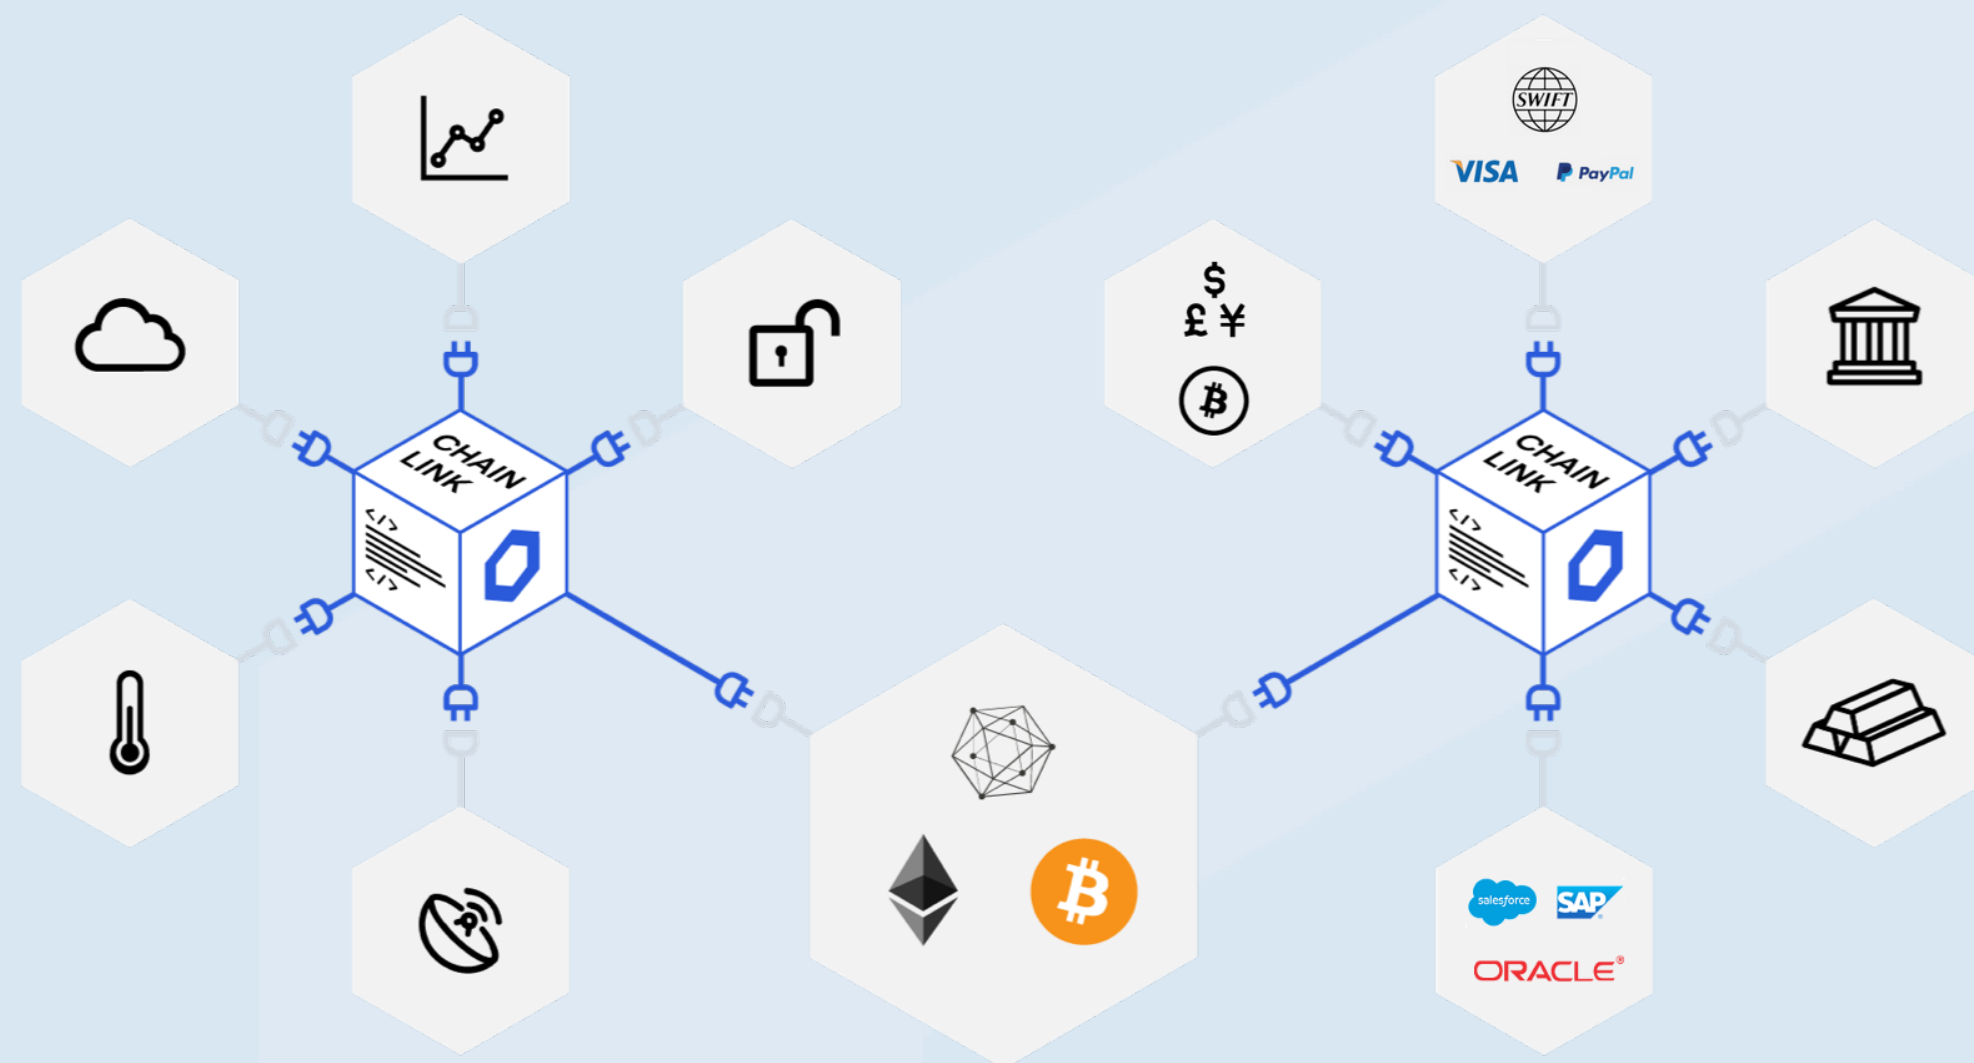 SWIFT
VISA
PayPal
$
£ ¥
CHAIN
LINK
</>
</>
CHAIN
LINK
</>
</>
salesforce
SAP
ORACLE®